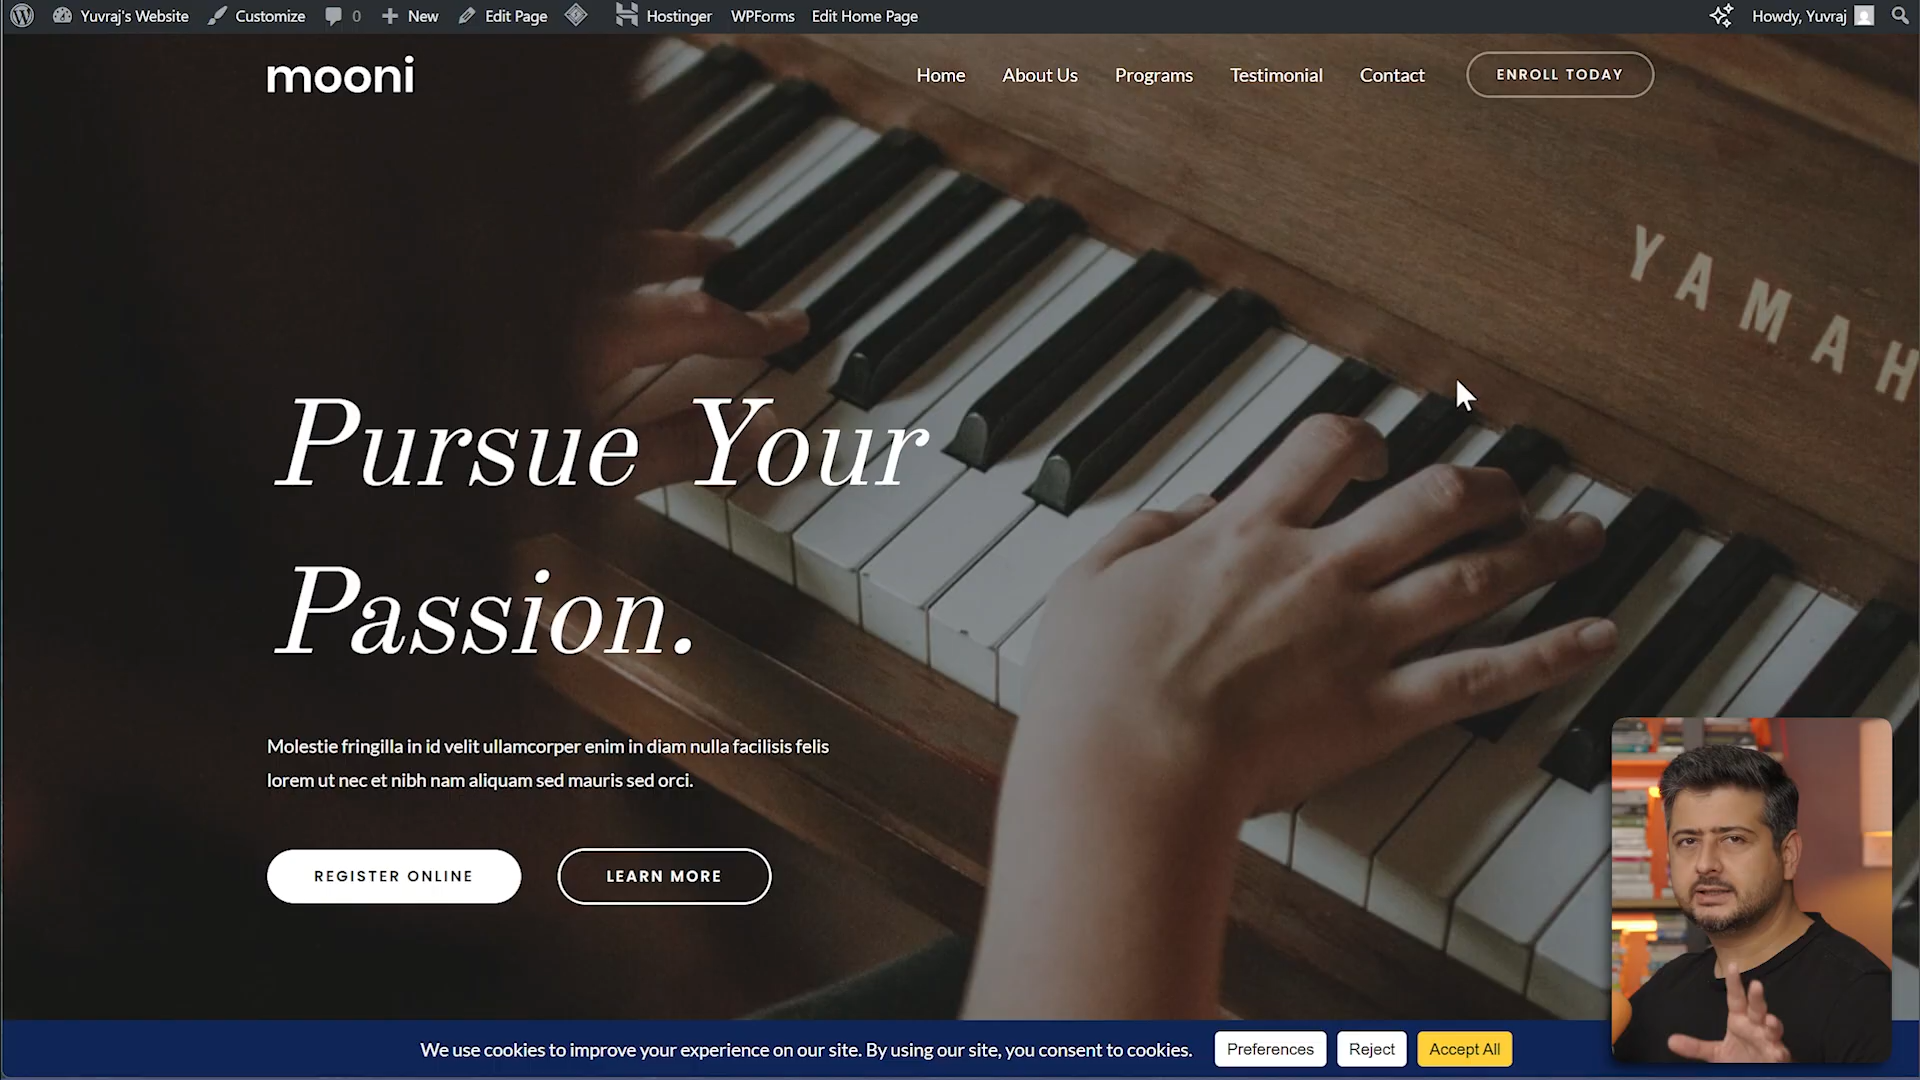 Yuvraj's Website Customize 0 New Edit Page Hostinger WPForms Edit Home Page Howdy, Yuvraj
mooni Home About Us Programs Testimonial Contact ENROLL TODAY
YAMAH
Pursue Your
Passion.
Molestie fringilla in id velit ullamcorper enim in diam nulla facilisis felis
lorem ut nec et nibh nam aliquam sed mauris sed orci.
REGISTER ONLINE LEARN MORE
We use cookies to improve your experience on our site. By using our site, you consent to cookies. Preferences Reject Accept All